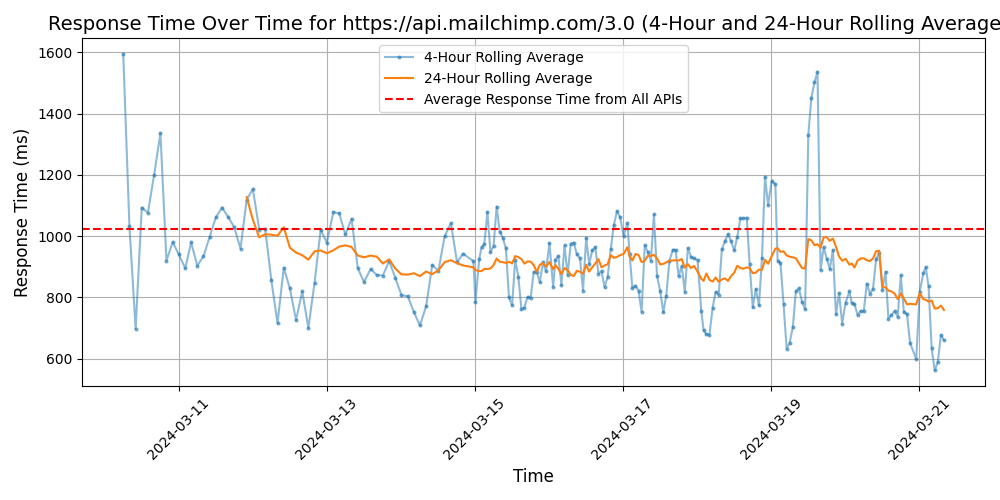 Response Time Over Time for https://api.mailchimp.com/3.0 (4-Hour and 24-Hour Rolling Average
4-Hour Rolling Average
24-Hour Rolling Average
Average Response Time from All APIs
Response Time (ms)
1600
1400
1200
1000
800
600
2024-03-11
2024-03-13
2024-03-15
2024-03-17
2024-03-19
2024-03-21
Time